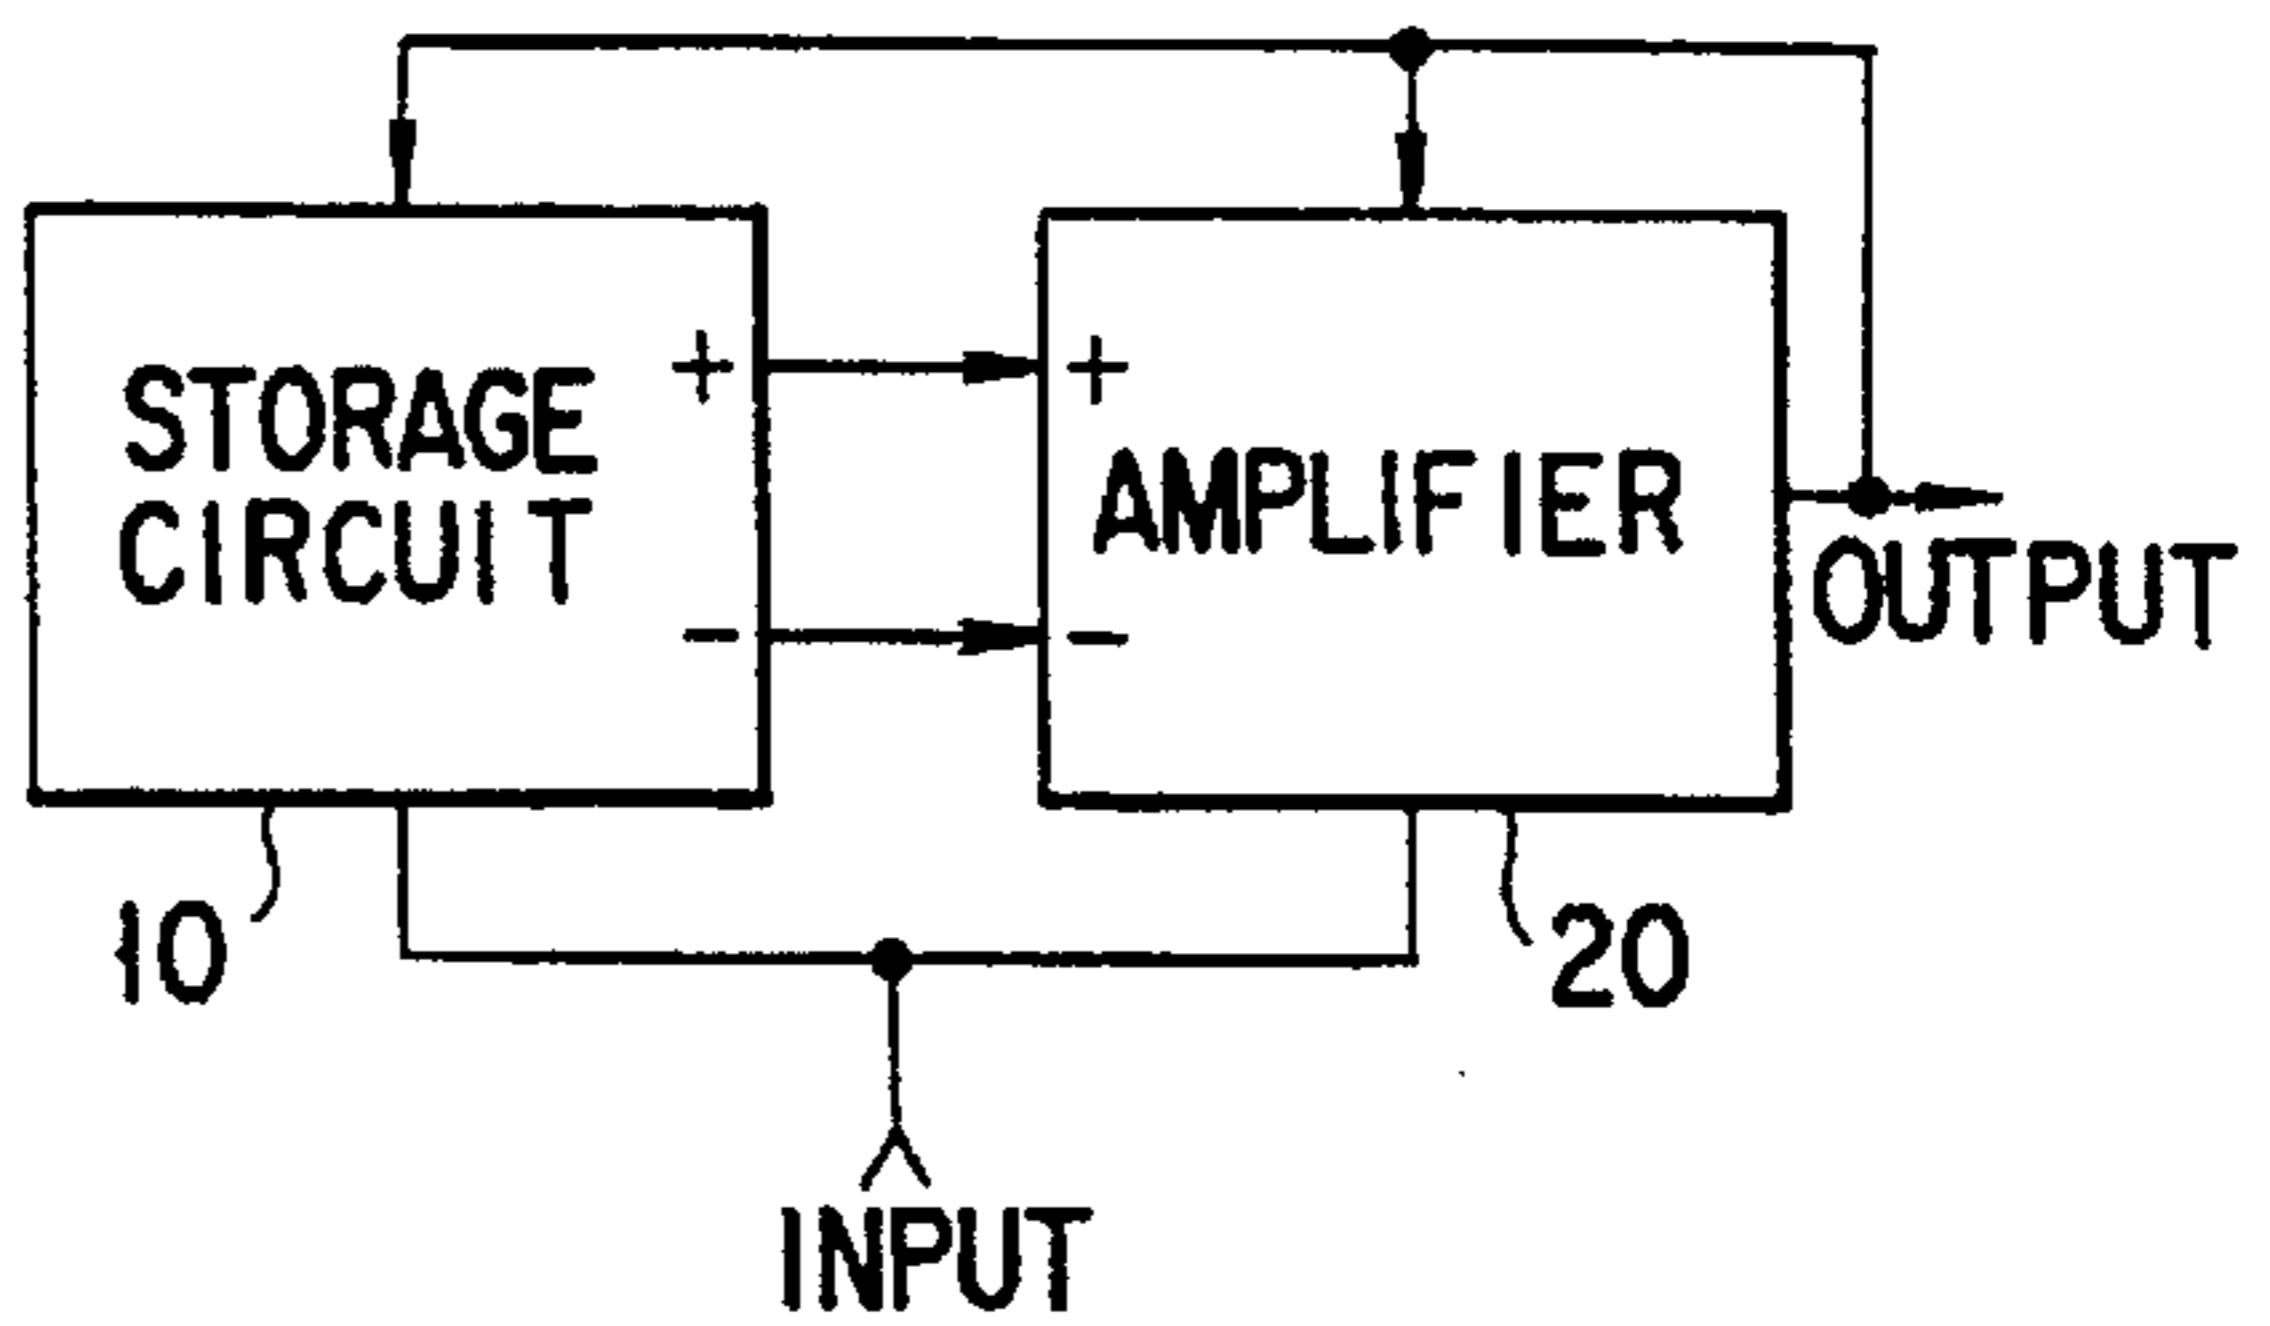 STORAGE
CIRCUIT
+
-
+
-
AMPLIFIER
OUTPUT
10
20
INPUT